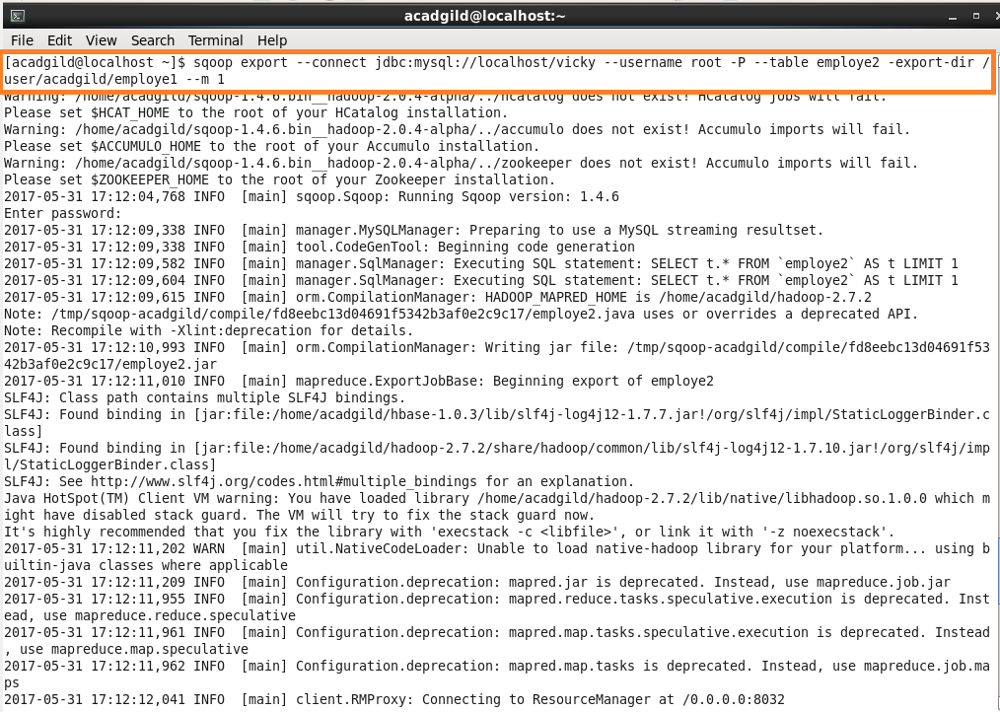 acadgild@localhost:~
File Edit View Search Terminal Help
[acadgild@localhost ~]$ sqoop export --connect jdbc:mysql://localhost/vicky --username root -P --table employe2 -export-dir /
user/acadgild/employe1 --m 1
Warning: /home/acadgild/sqoop-1.4.6.bin__hadoop-2.0.4-alpha/../hcatalog does not exist! HCatalog jobs will fail.
Please set $HCAT_HOME to the root of your HCatalog installation.
Warning: /home/acadgild/sqoop-1.4.6.bin__hadoop-2.0.4-alpha/../accumulo does not exist! Accumulo imports will fail.
Please set $ACCUMULO_HOME to the root of your Accumulo installation.
Warning: /home/acadgild/sqoop-1.4.6.bin__hadoop-2.0.4-alpha/../zookeeper does not exist! Accumulo imports will fail.
Please set $ZOOKEEPER_HOME to the root of your Zookeeper installation.
2017-05-31 17:12:04,768 INFO  [main] sqoop.Sqoop: Running Sqoop version: 1.4.6
Enter password:
2017-05-31 17:12:09,338 INFO  [main] manager.MySQLManager: Preparing to use a MySQL streaming resultset.
2017-05-31 17:12:09,338 INFO  [main] tool.CodeGenTool: Beginning code generation
2017-05-31 17:12:09,582 INFO  [main] manager.SqlManager: Executing SQL statement: SELECT t.* FROM `employe2` AS t LIMIT 1
2017-05-31 17:12:09,604 INFO  [main] manager.SqlManager: Executing SQL statement: SELECT t.* FROM `employe2` AS t LIMIT 1
2017-05-31 17:12:09,615 INFO  [main] orm.CompilationManager: HADOOP_MAPRED_HOME is /home/acadgild/hadoop-2.7.2
Note: /tmp/sqoop-acadgild/compile/fd8eebc13d04691f5342b3af0e2c9c17/employe2.java uses or overrides a deprecated API.
Note: Recompile with -Xlint:deprecation for details.
2017-05-31 17:12:10,993 INFO  [main] orm.CompilationManager: Writing jar file: /tmp/sqoop-acadgild/compile/fd8eebc13d04691f53
42b3af0e2c9c17/employe2.jar
2017-05-31 17:12:11,010 INFO  [main] mapreduce.ExportJobBase: Beginning export of employe2
SLF4J: Class path contains multiple SLF4J bindings.
SLF4J: Found binding in [jar:file:/home/acadgild/hbase-1.0.3/lib/slf4j-log4j12-1.7.7.jar!/org/slf4j/impl/StaticLoggerBinder.c
lass]
SLF4J: Found binding in [jar:file:/home/acadgild/hadoop-2.7.2/share/hadoop/common/lib/slf4j-log4j12-1.7.10.jar!/org/slf4j/imp
l/StaticLoggerBinder.class]
SLF4J: See http://www.slf4j.org/codes.html#multiple_bindings for an explanation.
Java HotSpot(TM) Client VM warning: You have loaded library /home/acadgild/hadoop-2.7.2/lib/native/libhadoop.so.1.0.0 which m
ight have disabled stack guard. The VM will try to fix the stack guard now.
It's highly recommended that you fix the library with 'execstack -c <libfile>', or link it with '-z noexecstack'.
2017-05-31 17:12:11,202 WARN  [main] util.NativeCodeLoader: Unable to load native-hadoop library for your platform... using b
uiltin-java classes where applicable
2017-05-31 17:12:11,209 INFO  [main] Configuration.deprecation: mapred.jar is deprecated. Instead, use mapreduce.job.jar
2017-05-31 17:12:11,955 INFO  [main] Configuration.deprecation: mapred.reduce.tasks.speculative.execution is deprecated. Inst
ead, use mapreduce.reduce.speculative
2017-05-31 17:12:11,961 INFO  [main] Configuration.deprecation: mapred.map.tasks.speculative.execution is deprecated. Instead
, use mapreduce.map.speculative
2017-05-31 17:12:11,962 INFO  [main] Configuration.deprecation: mapred.map.tasks is deprecated. Instead, use mapreduce.job.ma
ps
2017-05-31 17:12:12,041 INFO  [main] client.RMProxy: Connecting to ResourceManager at /0.0.0.0:8032